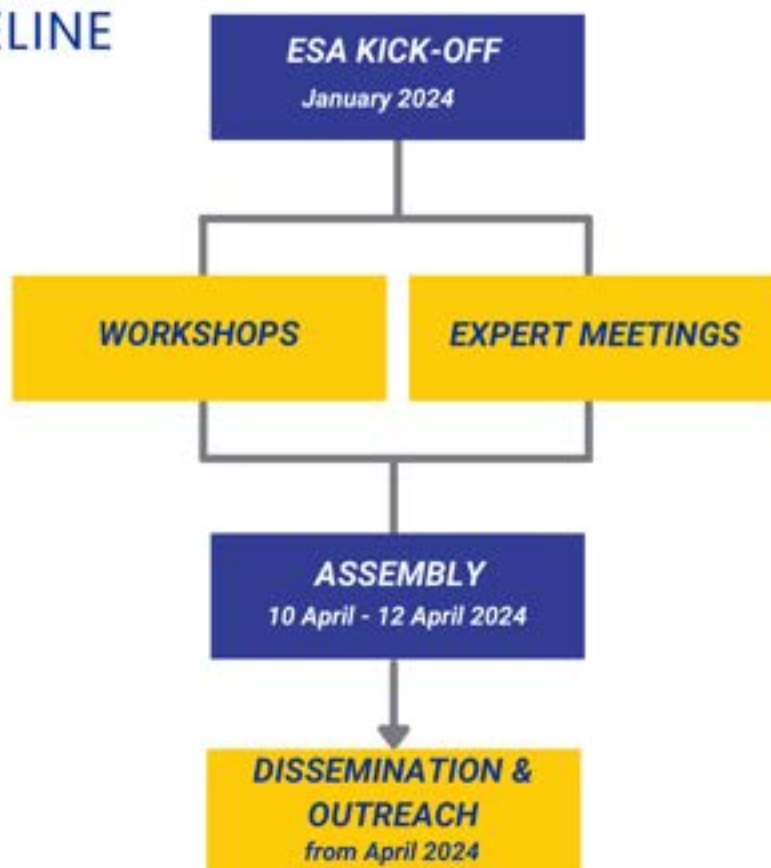 ELINE
ESA KICK-OFF
January 2024
WORKSHOPS
EXPERT MEETINGS
ASSEMBLY
10 April - 12 April 2024
DISSEMINATION &
OUTREACH
from April 2024